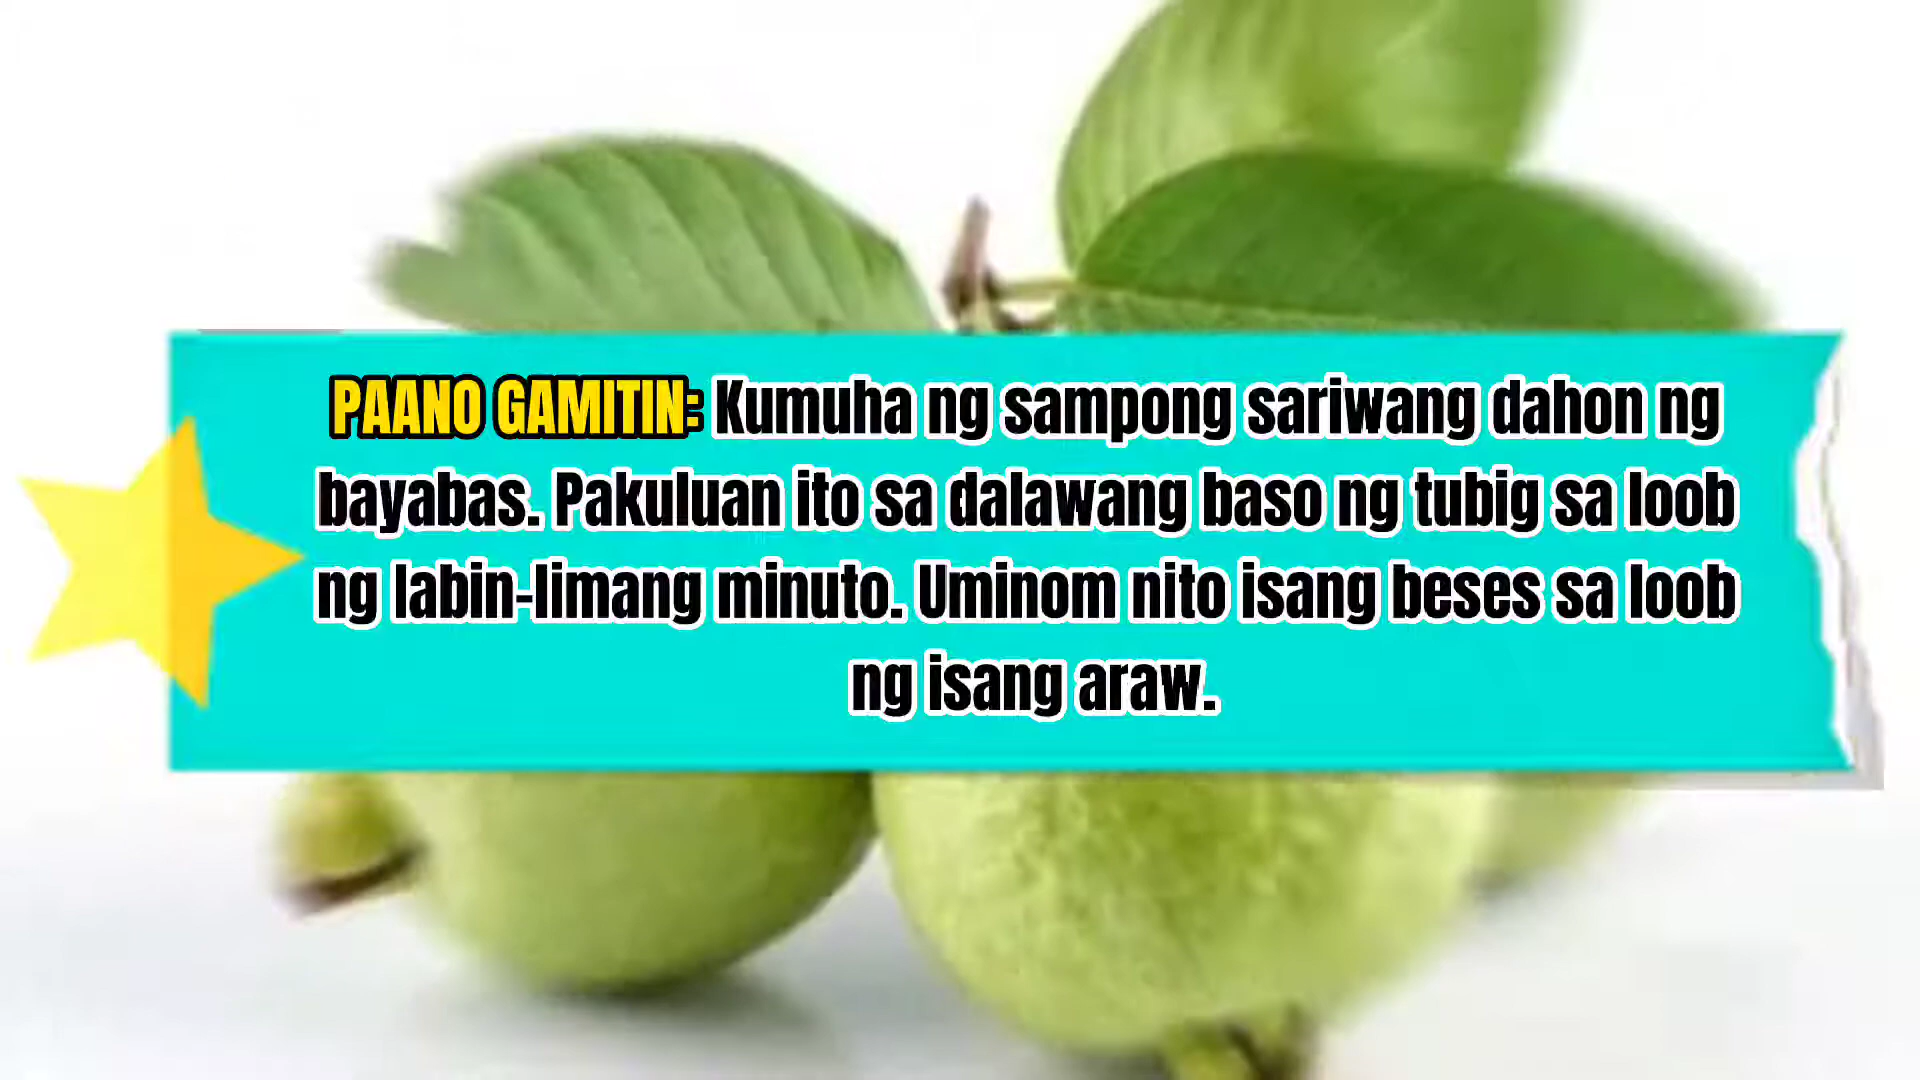 PAANO GAMITIN: Kumuha ng sampong sariwang dahon ng
bayabas. Pakuluan ito sa dalawang baso ng tubig sa loob
ng labin-limang minuto. Uminom nito isang beses sa loob
ng isang araw.